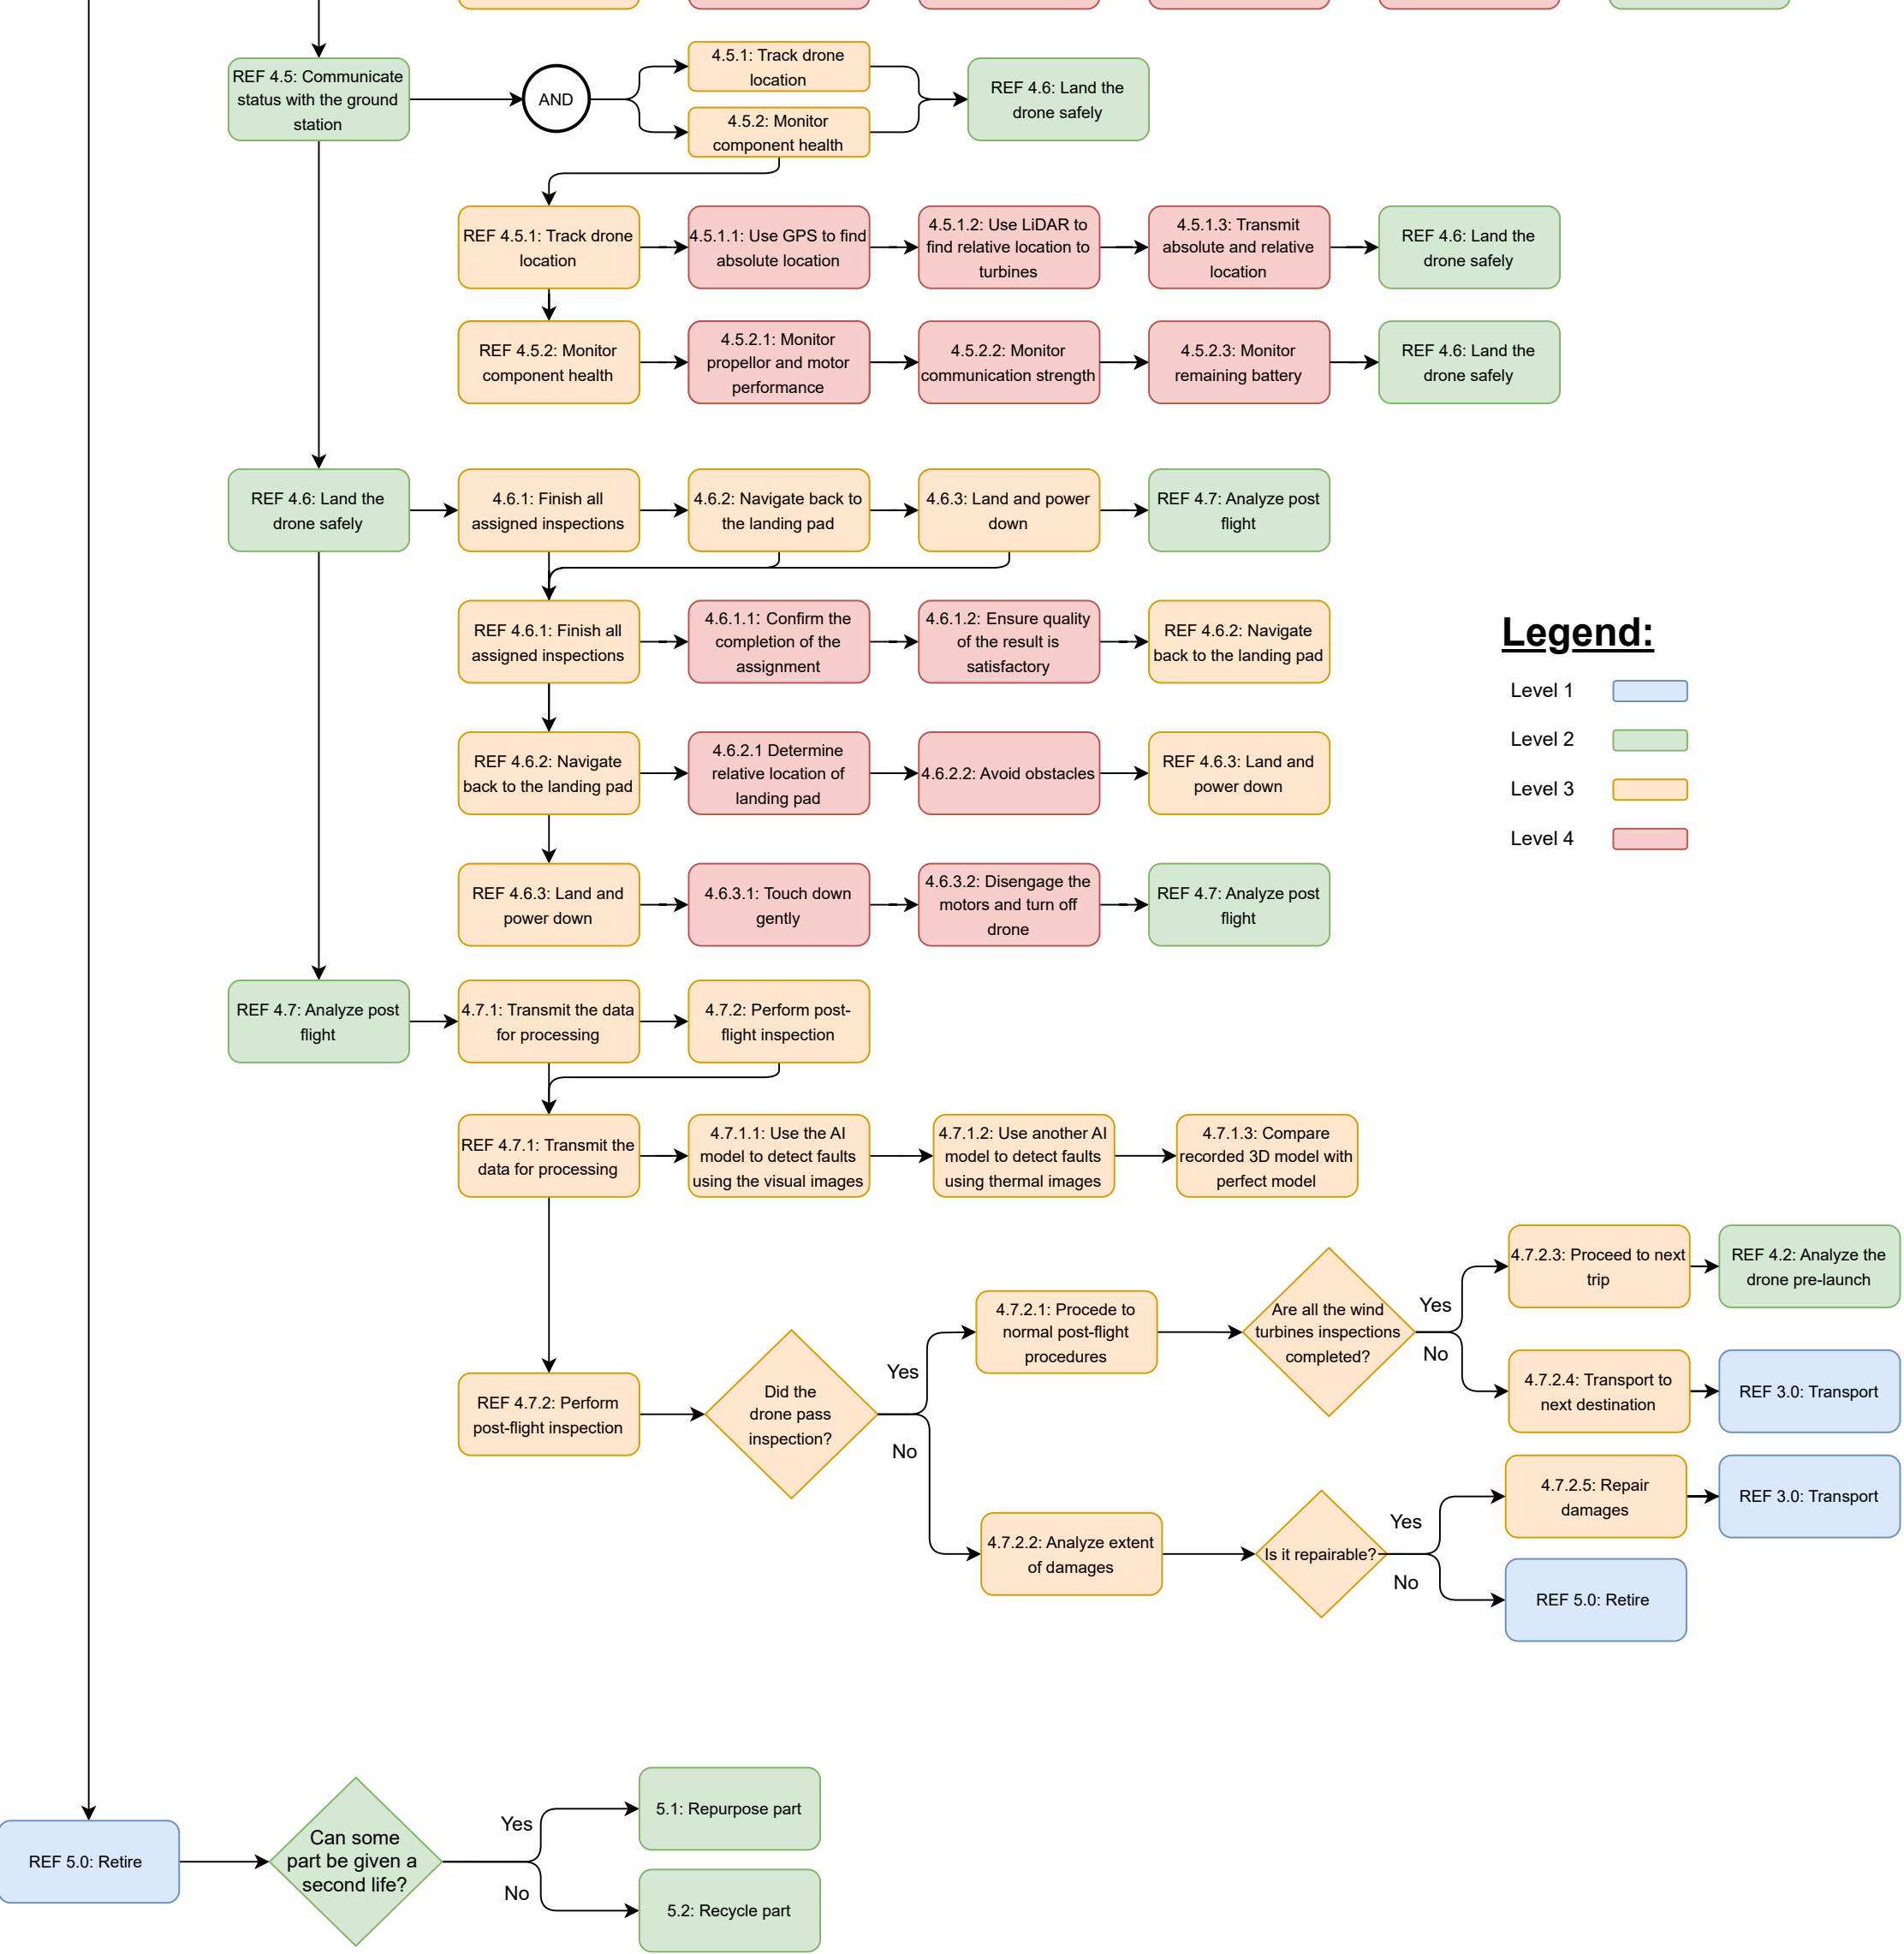 REF 4.5: Communicate
status with the ground
station
AND
4.5.1: Track drone
location
4.5.2: Monitor
component health
REF 4.6: Land the
drone safely
REF 4.5.1: Track drone
location
4.5.1.1: Use GPS to find
absolute location
4.5.1.2: Use LiDAR to
find relative location to
turbines
4.5.1.3: Transmit
absolute and relative
location
REF 4.6: Land the
drone safely
REF 4.5.2: Monitor
component health
4.5.2.1: Monitor
propellor and motor
performance
4.5.2.2: Monitor
communication strength
4.5.2.3: Monitor
remaining battery
REF 4.6: Land the
drone safely
REF 4.6: Land the
drone safely
4.6.1: Finish all
assigned inspections
4.6.2: Navigate back to
the landing pad
4.6.3: Land and power
down
REF 4.7: Analyze post
flight
REF 4.6.1: Finish all
assigned inspections
4.6.1.1: Confirm the
completion of the
assignment
4.6.1.2: Ensure quality
of the result is
satisfactory
REF 4.6.2: Navigate
back to the landing pad
Legend:
Level 1
Level 2
Level 3
Level 4
REF 4.6.2: Navigate
back to the landing pad
4.6.2.1 Determine
relative location of
landing pad
4.6.2.2: Avoid obstacles
REF 4.6.3: Land and
power down
REF 4.6.3: Land and
power down
4.6.3.1: Touch down
gently
4.6.3.2: Disengage the
motors and turn off
drone
REF 4.7: Analyze post
flight
REF 4.7: Analyze post
flight
4.7.1: Transmit the data
for processing
4.7.2: Perform post-
flight inspection
REF 4.7.1: Transmit the
data for processing
4.7.1.1: Use the AI
model to detect faults
using the visual images
4.7.1.2: Use another AI
model to detect faults
using thermal images
4.7.1.3: Compare
recorded 3D model with
perfect model
REF 4.7.2: Perform
post-flight inspection
Did the
drone pass
inspection?
Yes
No
4.7.2.1: Procede to
normal post-flight
procedures
Are all the wind
turbines inspections
completed?
Yes
No
4.7.2.3: Proceed to next
trip
REF 4.2: Analyze the
drone pre-launch
4.7.2.4: Transport to
next destination
REF 3.0: Transport
4.7.2.2: Analyze extent
of damages
Is it repairable?
Yes
No
4.7.2.5: Repair
damages
REF 3.0: Transport
REF 5.0: Retire
REF 5.0: Retire
Can some
part be given a
second life?
Yes
No
5.1: Repurpose part
5.2: Recycle part